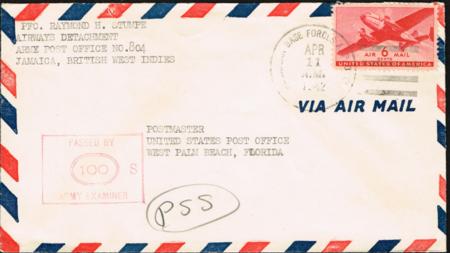 PFC. RAYMOND H. STUMPE
AIRWAYS DETACHMENT
ARMY POST OFFICE NO.804
JAMAICA, BRITISH WEST INDIES
BASE FORCES
APR
11
A.M.
AIR 6 MAIL
CENTS
UNITED STATES OF AMERICA
VIA AIR MAIL
POSTMASTER
UNITED STATES POST OFFICE
WEST PALM BEACH, FLORIDA
PASSED BY
100 S
ARMY EXAMINER
PSS